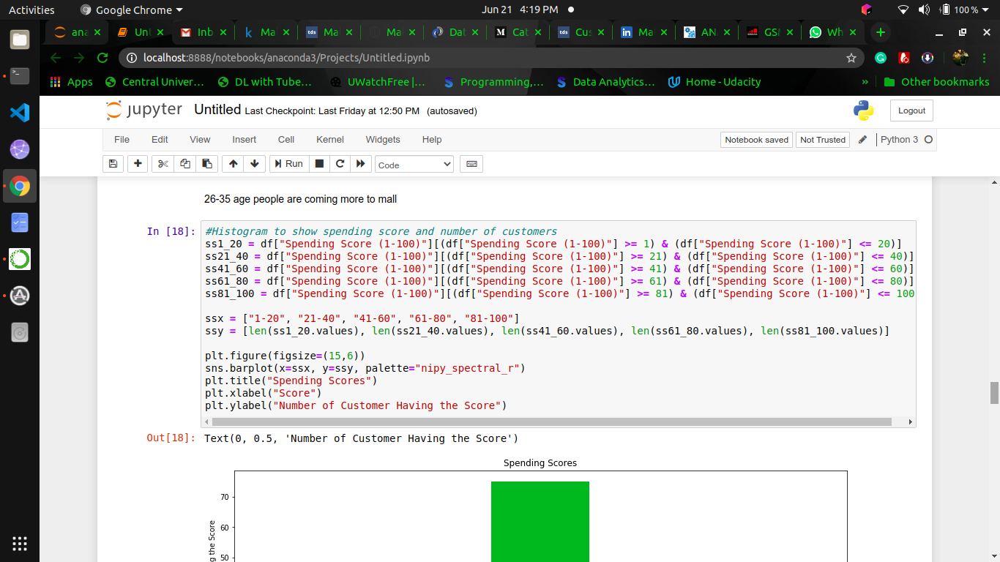 Activities
Google Chrome
Jun 21 4:19 PM
100 %
ana
Unt
Inb
k
Ma
tds
Ma
Ma
Dat
M
Cat
tds
Cus
in
Ma
AN
GSM
Wh
localhost:8888/notebooks/anaconda3/Projects/Untitled.ipynb
Apps
Central Univer…
DL with Tube…
UWatchFree |…
Programming,…
Data Analytics…
Home - Udacity
»
Other bookmarks
jupyter
Untitled
Last Checkpoint: Last Friday at 12:50 PM (autosaved)
Logout
File
Edit
View
Insert
Cell
Kernel
Widgets
Help
Notebook saved
Not Trusted
Python 3
Run
Code
26-35 age people are coming more to mall
In [18]:
#Histogram to show spending score and number of customers
ss1_20 = df["Spending Score (1-100)"][(df["Spending Score (1-100)"] >= 1) & (df["Spending Score (1-100)"] <= 20)]
ss21_40 = df["Spending Score (1-100)"][(df["Spending Score (1-100)"] >= 21) & (df["Spending Score (1-100)"] <= 40)]
ss41_60 = df["Spending Score (1-100)"][(df["Spending Score (1-100)"] >= 41) & (df["Spending Score (1-100)"] <= 60)]
ss61_80 = df["Spending Score (1-100)"][(df["Spending Score (1-100)"] >= 61) & (df["Spending Score (1-100)"] <= 80)]
ss81_100 = df["Spending Score (1-100)"][(df["Spending Score (1-100)"] >= 81) & (df["Spending Score (1-100)"] <= 100
ssx = ["1-20", "21-40", "41-60", "61-80", "81-100"]
ssy = [len(ss1_20.values), len(ss21_40.values), len(ss41_60.values), len(ss61_80.values), len(ss81_100.values)]
plt.figure(figsize=(15,6))
sns.barplot(x=ssx, y=ssy, palette="nipy_spectral_r")
plt.title("Spending Scores")
plt.xlabel("Score")
plt.ylabel("Number of Customer Having the Score")
Out[18]:
Text(0, 0.5, 'Number of Customer Having the Score')
Spending Scores
70
60
50
g the Score